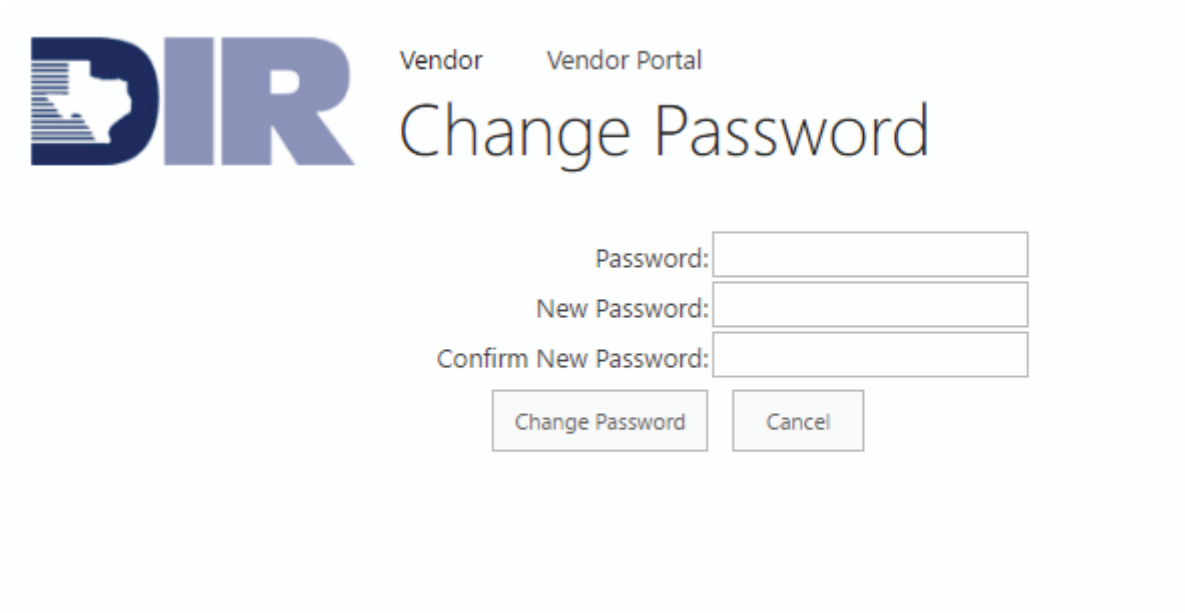 DIR
Vendor Vendor Portal
Change Password
Password:
New Password:
Confirm New Password:
Change Password Cancel